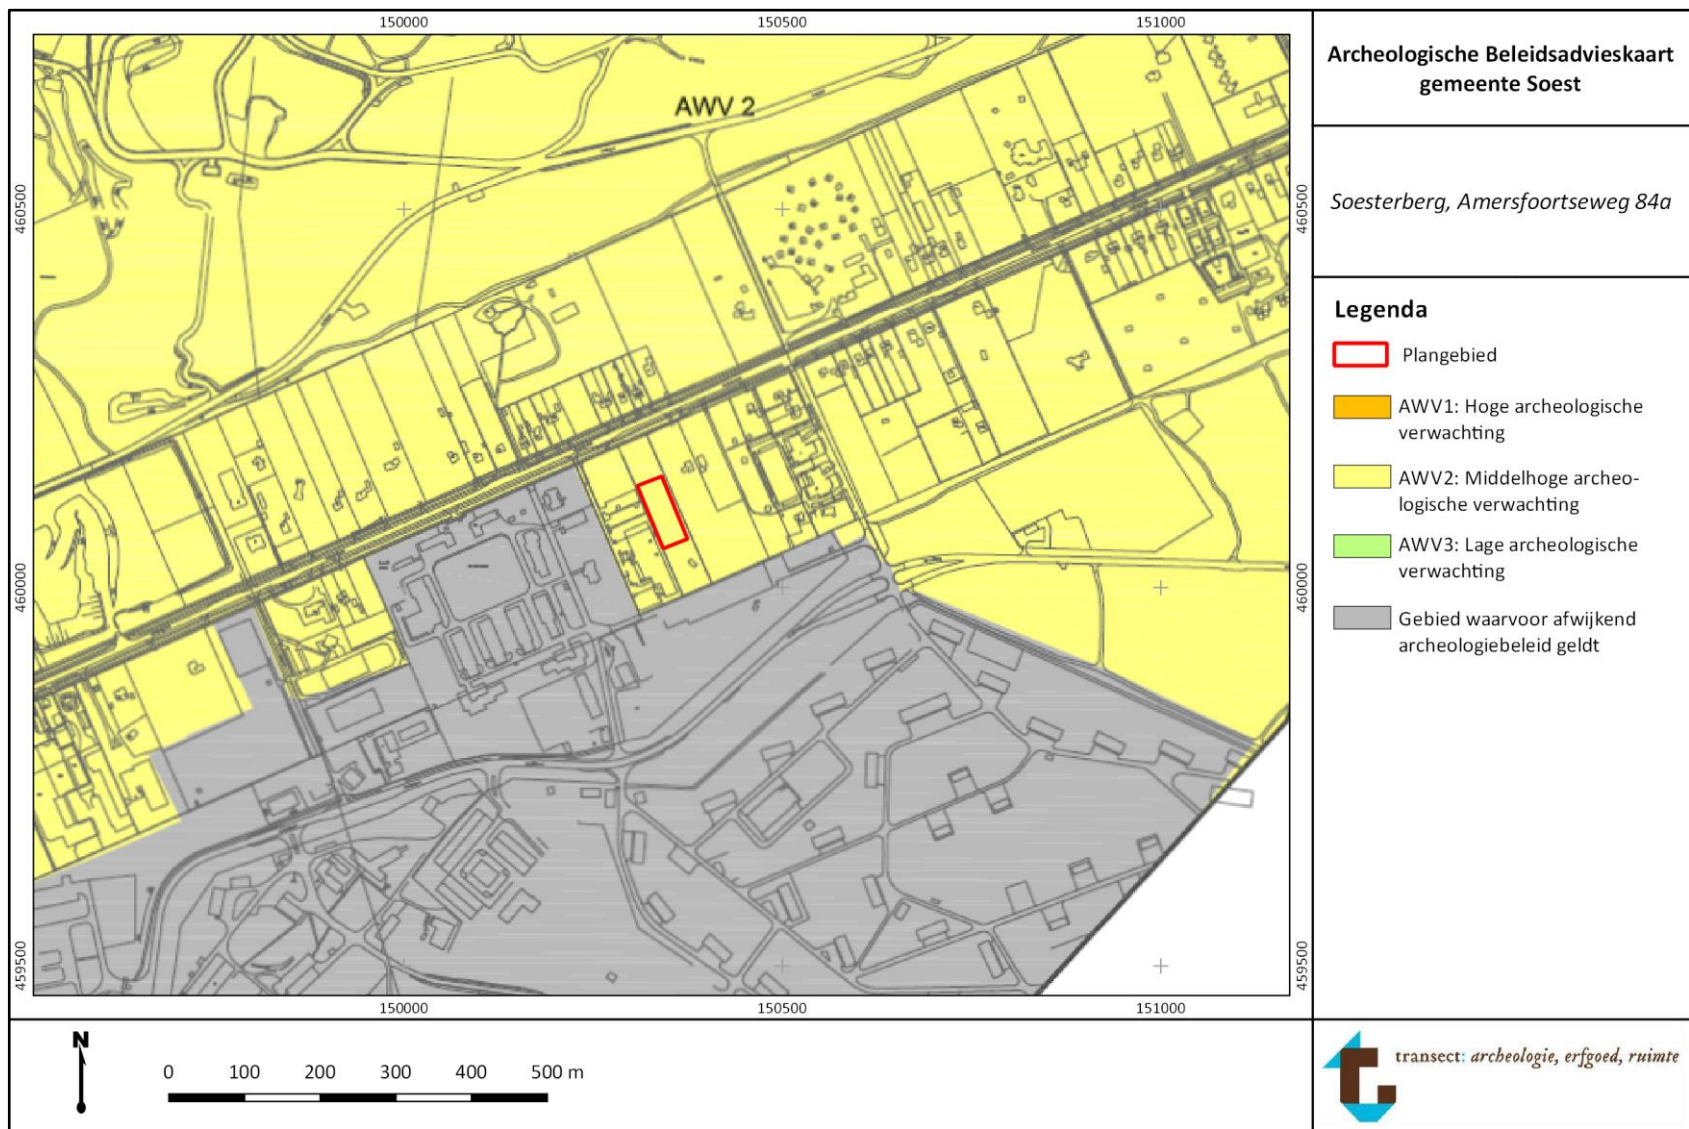 150000
150500
151000
460500
460000
459500
AWV 2
460500
460000
459500
150000
150500
151000
Archeologische Beleidsadvieskaart
gemeente Soest
Soesterberg, Amersfoortseweg 84a
Legenda
Plangebied
AWV1: Hoge archeologische
verwachting
AWV2: Middelhoge archeo-
logische verwachting
AWV3: Lage archeologische
verwachting
Gebied waarvoor afwijkend
archeologiebeleid geldt
N
0 100 200 300 400 500 m
transect: archeologie, erfgoed, ruimte